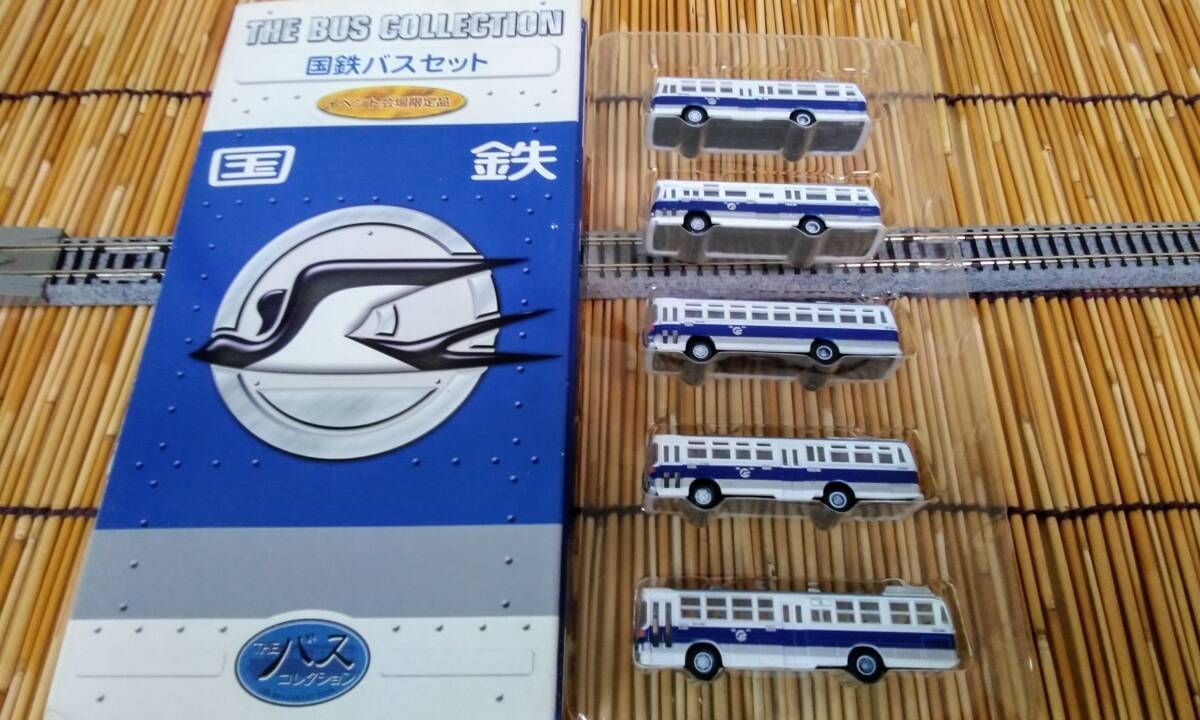 THE BUS COLLECTION
国鉄バスセット
イベント会場限定品
国 鉄
THE
バス
コレクション